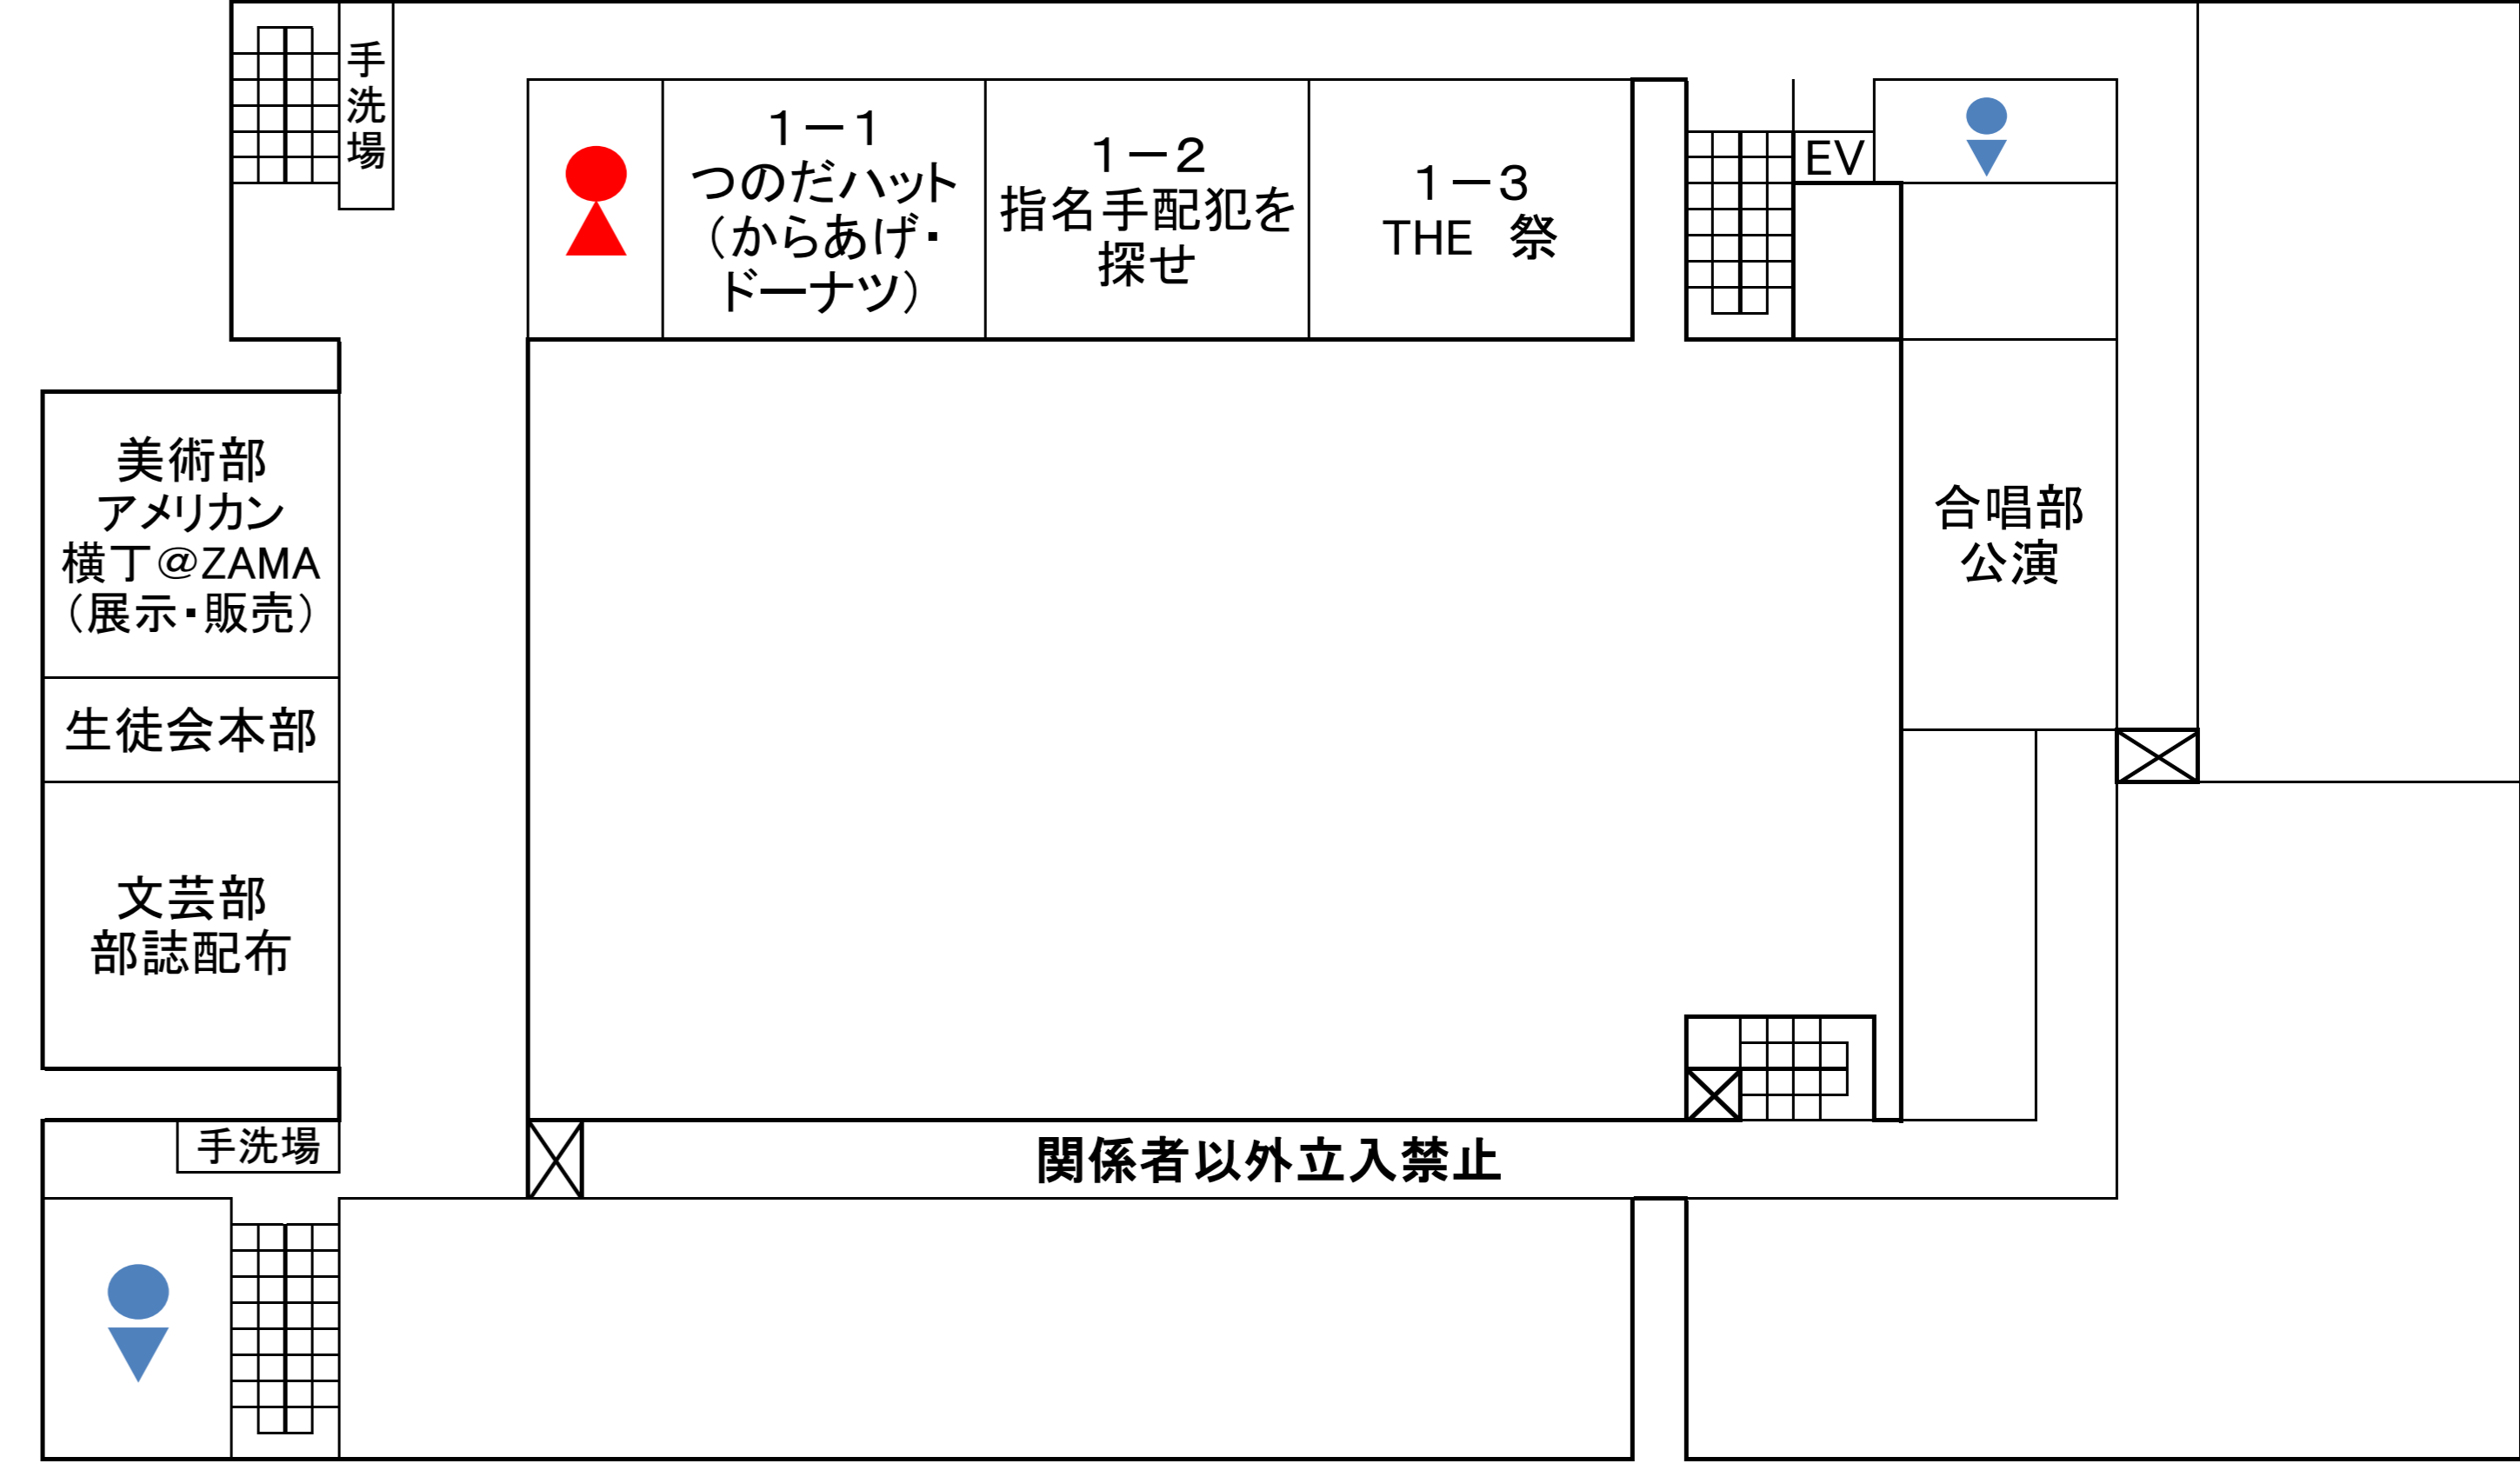 手洗場
1－1
つのだハット
（からあげ・
ドーナツ）
1－2
指名手配犯を
探せ
1－3
THE　祭
EV
美術部
アメリカン
横丁＠ZAMA
（展示・販売）
合唱部
公演
生徒会本部
文芸部
部誌配布
手洗場
関係者以外立入禁止